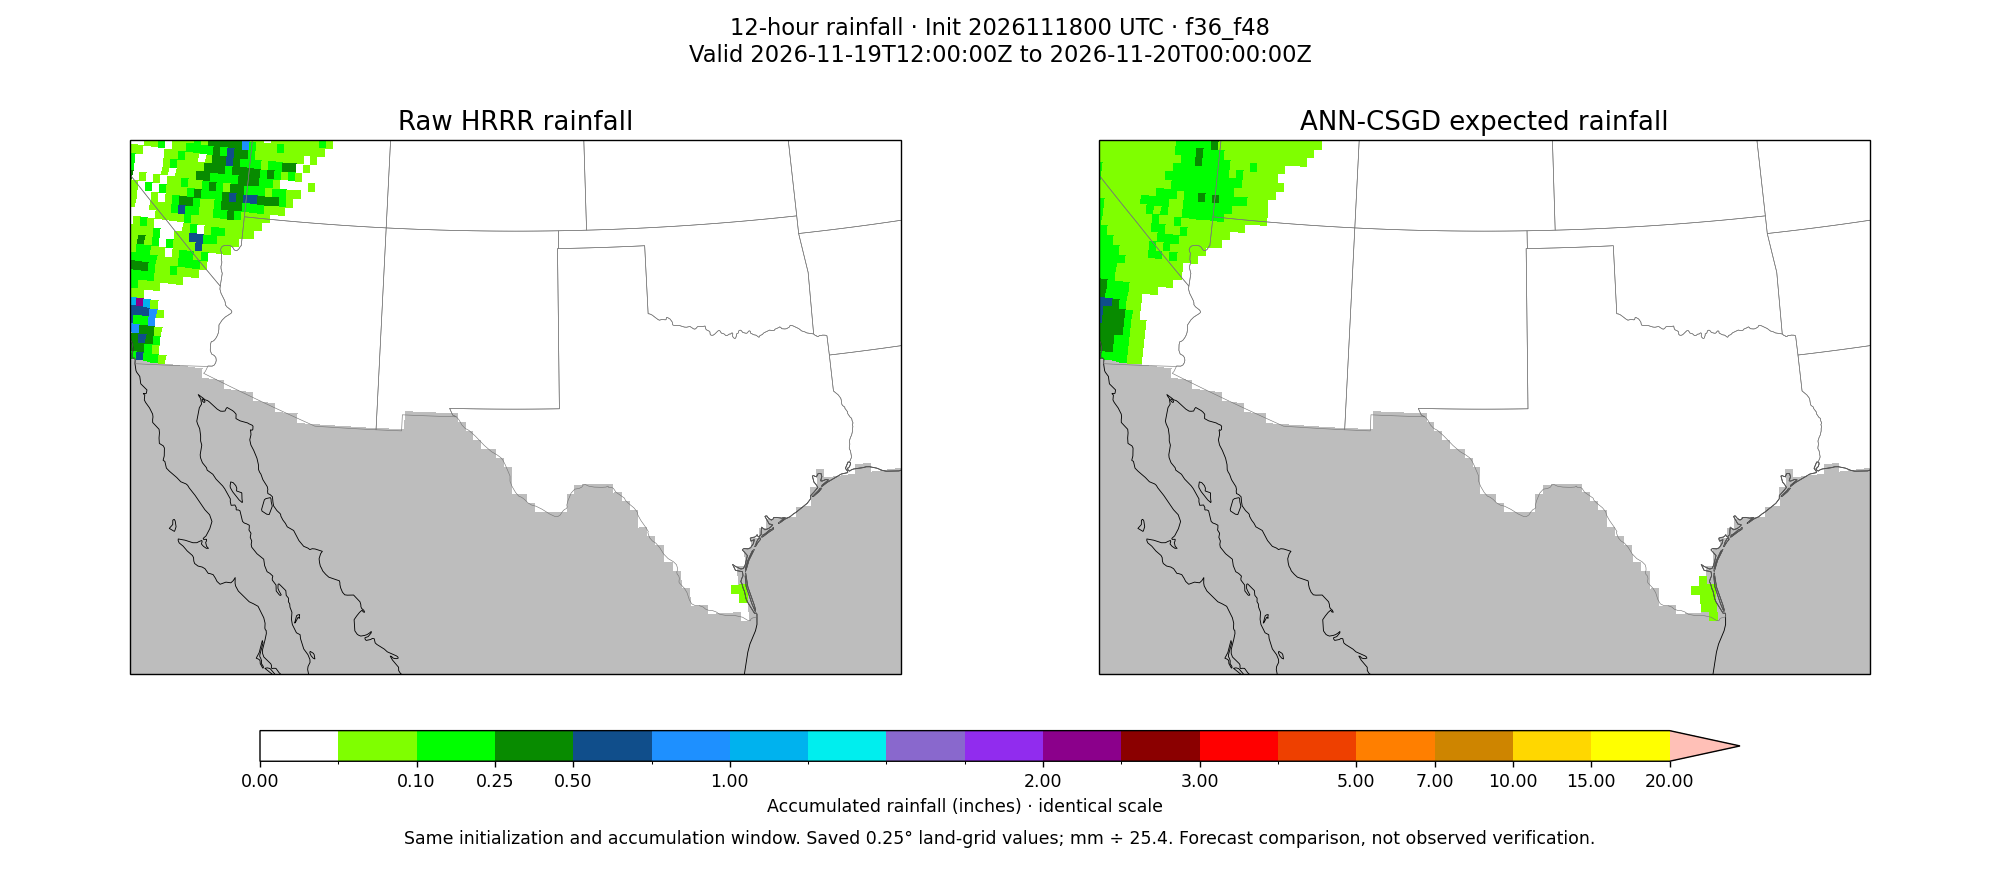 12-hour rainfall · Init 2026111800 UTC · f36_f48
Valid 2026-11-19T12:00:00Z to 2026-11-20T00:00:00Z
Raw HRRR rainfall
ANN-CSGD expected rainfall
0.00 0.10 0.25 0.50 1.00 2.00 3.00 5.00 7.00 10.00 15.00 20.00
Accumulated rainfall (inches) · identical scale
Same initialization and accumulation window. Saved 0.25° land-grid values; mm ÷ 25.4. Forecast comparison, not observed verification.